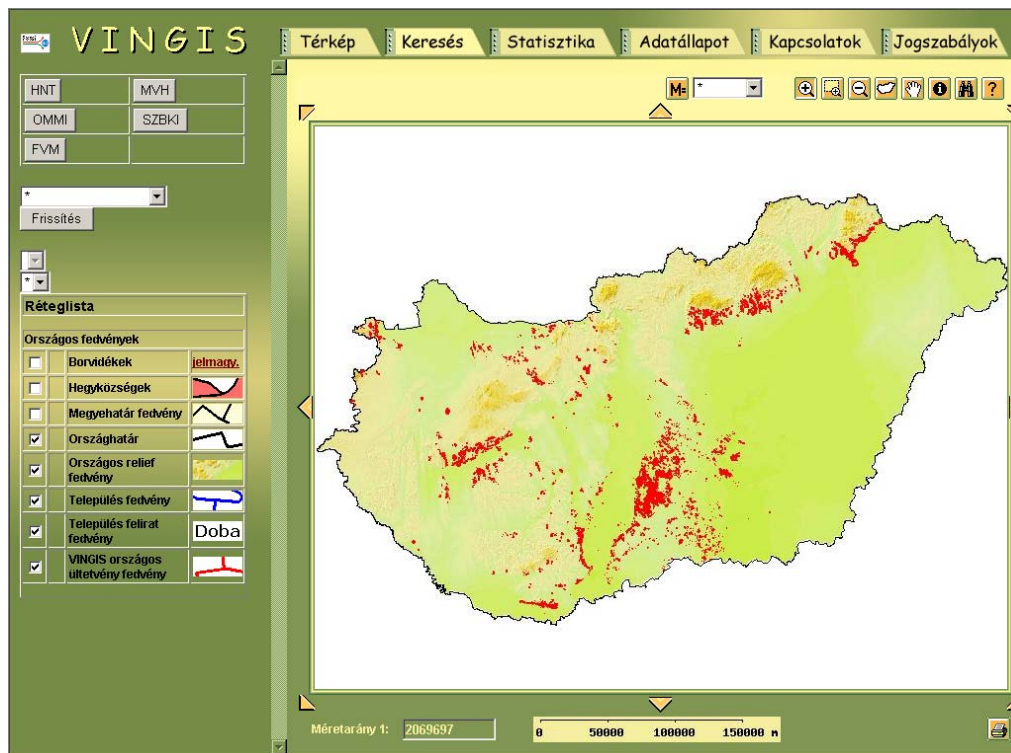 VINGIS
Térkép Keresés Statisztika Adatállapot Kapcsolatok Jogszabályok
HNT MVH
OMMI SZBKI
FVM
*
Frissítés
*
Réteglista
Országos fedvények
Borvidékek jelmagy.
Hegyközségek
Megyehatár fedvény
Országhatár
Országos relief fedvény
Település fedvény
Település felirat fedvény Doba
VINGIS országos ültetvény fedvény
M= *
?
Méretarány 1: 2069697
0 50000 100000 150000 m